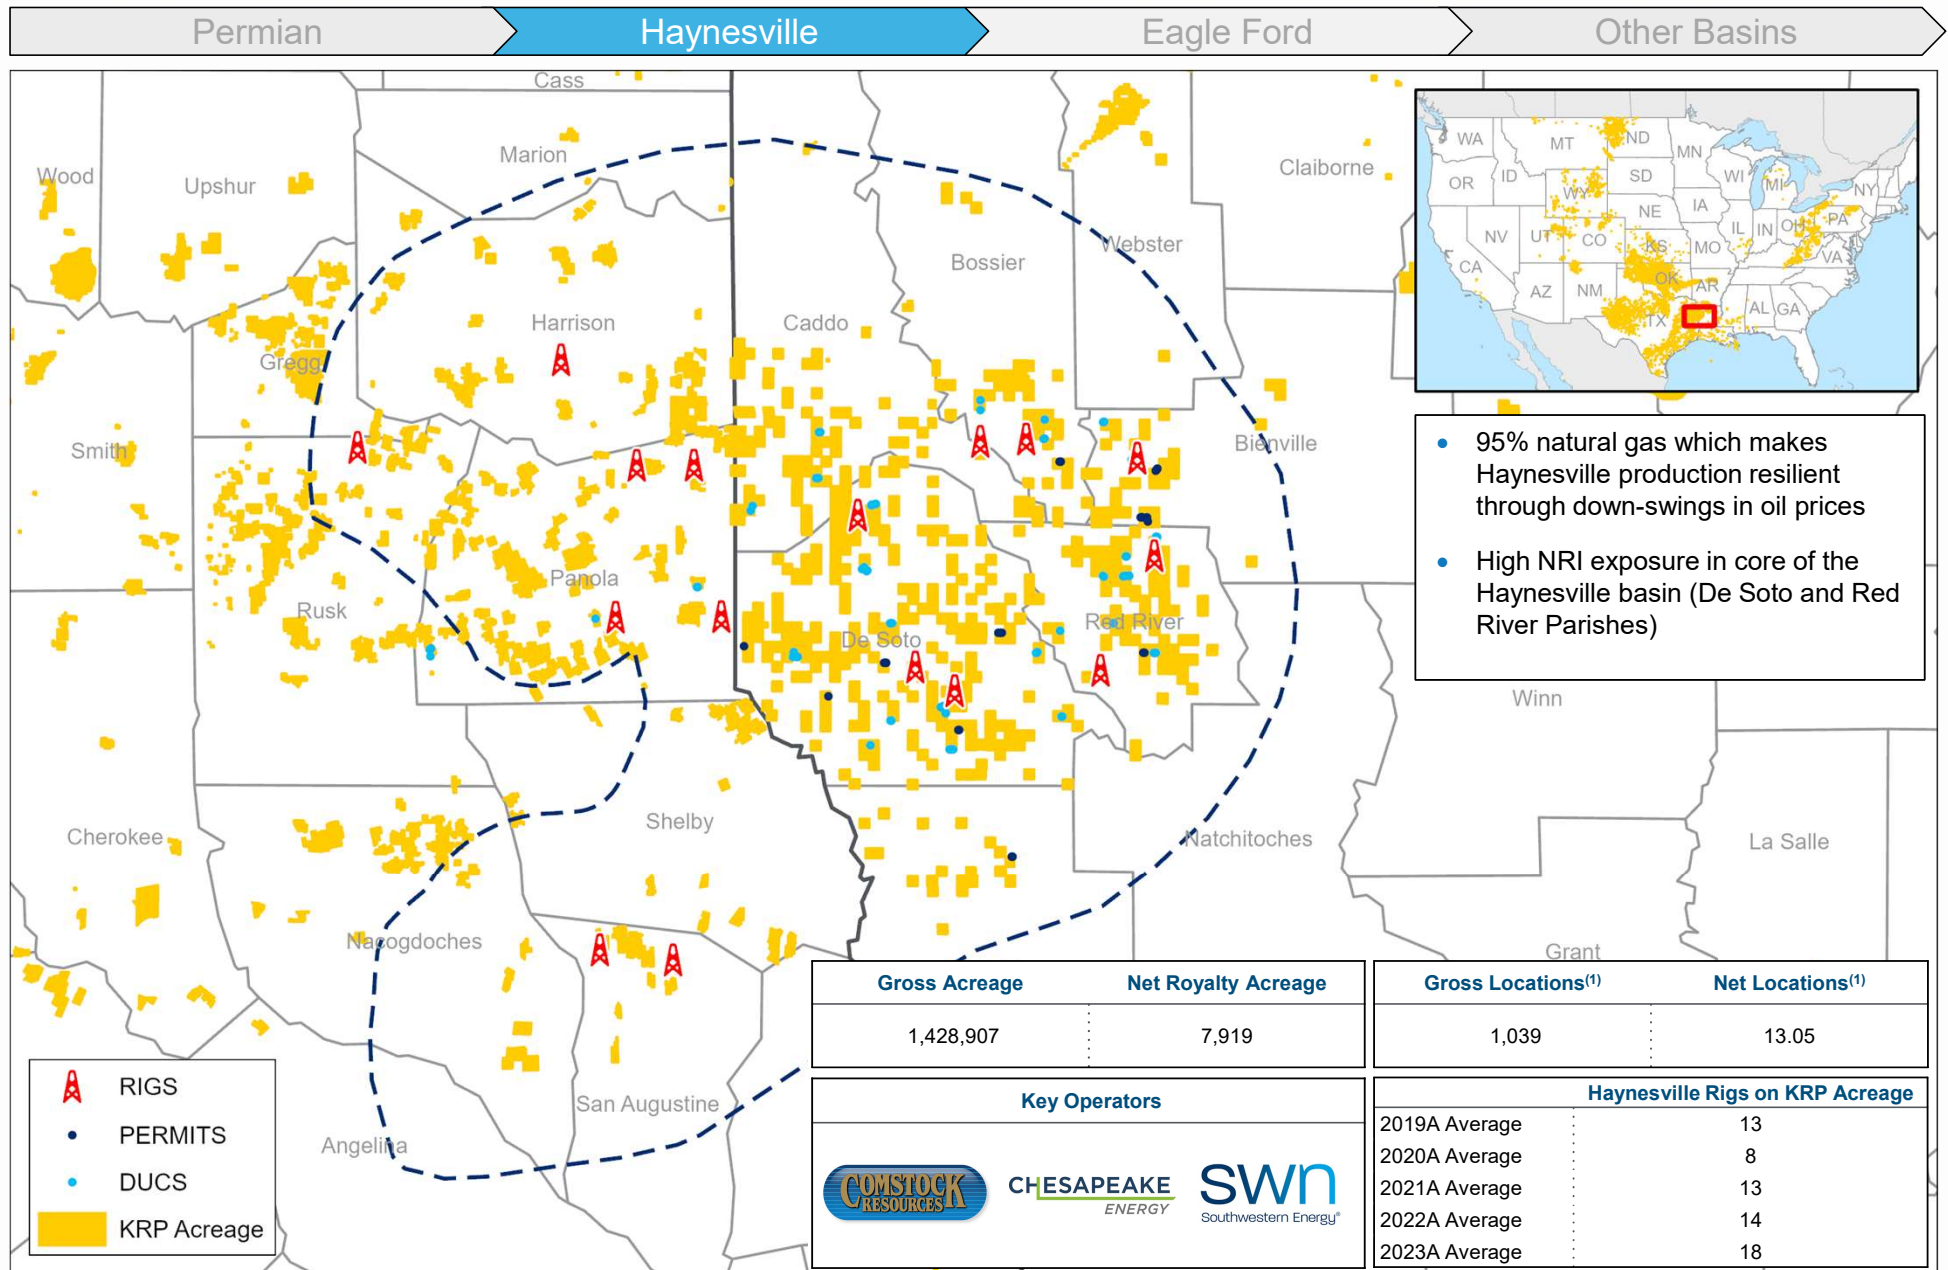 Permian
Haynesville
Eagle Ford
Other Basins
Cass
Marion
Wood
Upshur
Claiborne
Webster
Bossier
Harrison
Caddo
Gregg
Smith
Bienville
Panola
Rusk
De Soto
Red River
Winn
Shelby
Cherokee
Natchitoches
La Salle
Nacogdoches
Grant
San Augustine
Angelina
WA
MT
ND
MN
OR
ID
SD
WI
MI
NY
WY
IA
NE
IL
IN
OH
PA
NV
UT
CO
KS
MO
VA
CA
OK
AR
AZ
NM
TX
AL
GA
• 95% natural gas which makes
Haynesville production resilient
through down-swings in oil prices
• High NRI exposure in core of the
Haynesville basin (De Soto and Red
River Parishes)
RIGS
PERMITS
DUCS
KRP Acreage
Gross Acreage Net Royalty Acreage
1,428,907 7,919
Gross Locations(1) Net Locations(1)
1,039 13.05
Key Operators
COMSTOCK
RESOURCES
CHESAPEAKE
ENERGY
SWN
Southwestern Energy®
Haynesville Rigs on KRP Acreage
2019A Average 13
2020A Average 8
2021A Average 13
2022A Average 14
2023A Average 18